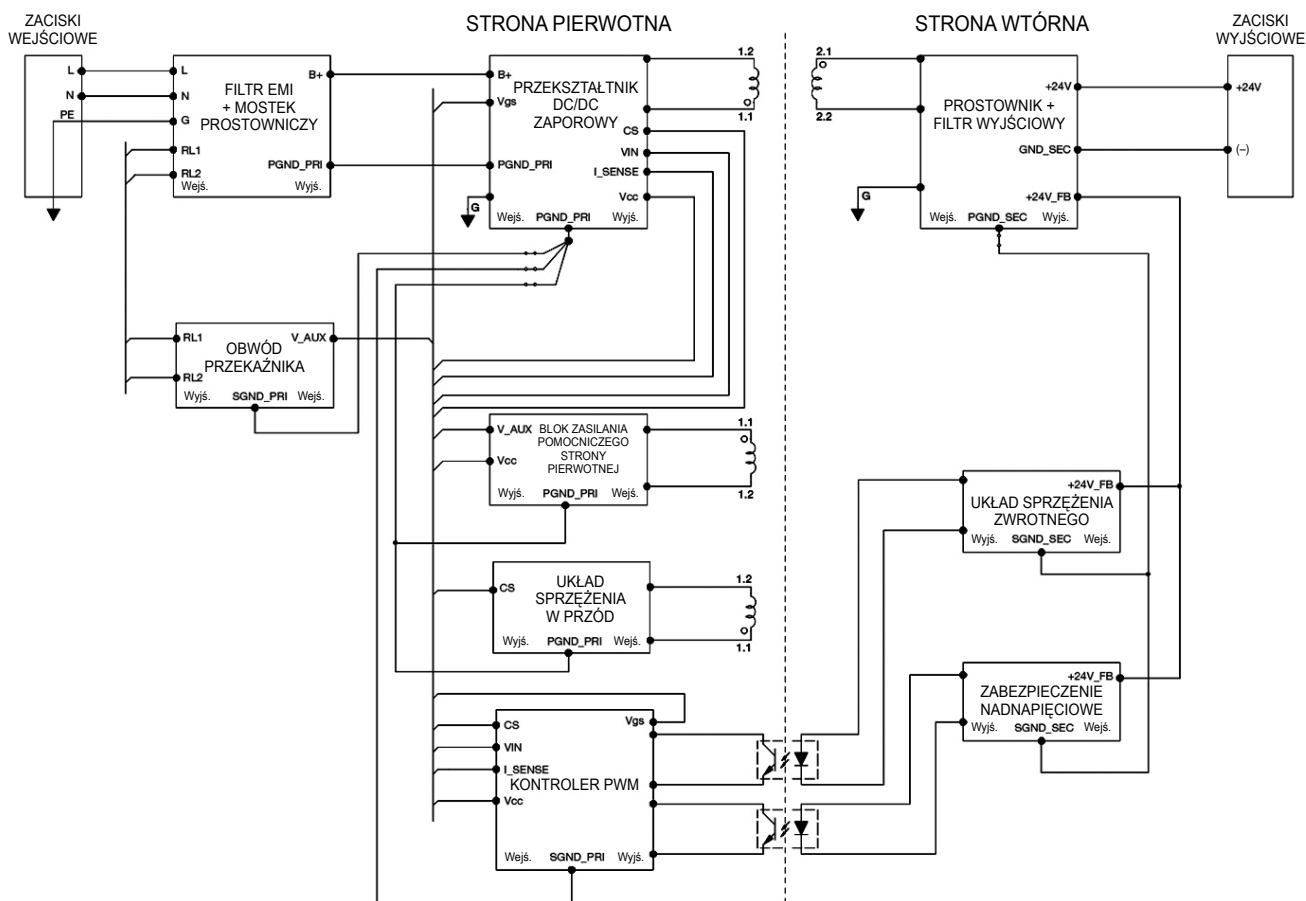 STRONA PIERWOTNA
STRONA WTÓRNA
ZACISKI
WEJŚCIOWE
ZACISKI
WYJŚCIOWE
L
N
PE
L
N
G
RL1
RL2
Wejś.
FILTR EMI
+ MOSTEK
PROSTOWNICZY
B+
PGND_PRI
Wyjś.
B+
Vgs
PGND_PRI
G
PRZEKSZTAŁTNIK
DC/DC
ZAPOROWY
CS
VIN
I_SENSE
Vcc
Wejś.
PGND_PRI
Wyjś.
1.2
1.1
2.1
2.2
PROSTOWNIK +
FILTR WYJŚCIOWY
+24V
GND_SEC
+24V_FB
G
Wejś.
PGND_SEC
Wyjś.
+24V
(–)
RL1
RL2
V_AUX
OBWÓD
PRZEKAŹNIKA
Wyjś.
SGND_PRI
Wejś.
V_AUX
Vcc
BLOK ZASILANIA
POMOCNICZEGO
STRONY
PIERWOTNEJ
Wyjś.
PGND_PRI
Wejś.
1.1
1.2
CS
UKŁAD
SPRZĘŻENIA
W PRZÓD
Wyjś.
PGND_PRI
Wejś.
1.2
1.1
+24V_FB
UKŁAD SPRZĘŻENIA
ZWROTNEGO
Wyjś.
SGND_SEC
Wejś.
+24V_FB
ZABEZPIECZENIE
NADNAPIĘCIOWE
Wyjś.
SGND_SEC
Wejś.
CS
VIN
I_SENSE
Vcc
Vgs
KONTROLER PWM
Wejś.
SGND_PRI
Wyjś.